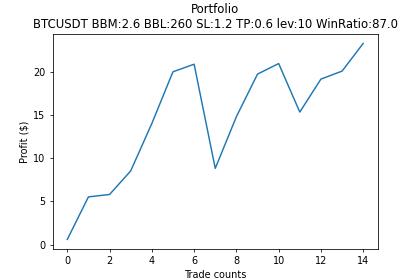 Portfolio
BTCUSDT BBM:2.6 BBL:260 SL:1.2 TP:0.6 lev:10 WinRatio:87.0
Profit ($)
20
15
10
5
0
0 2 4 6 8 10 12 14
Trade counts